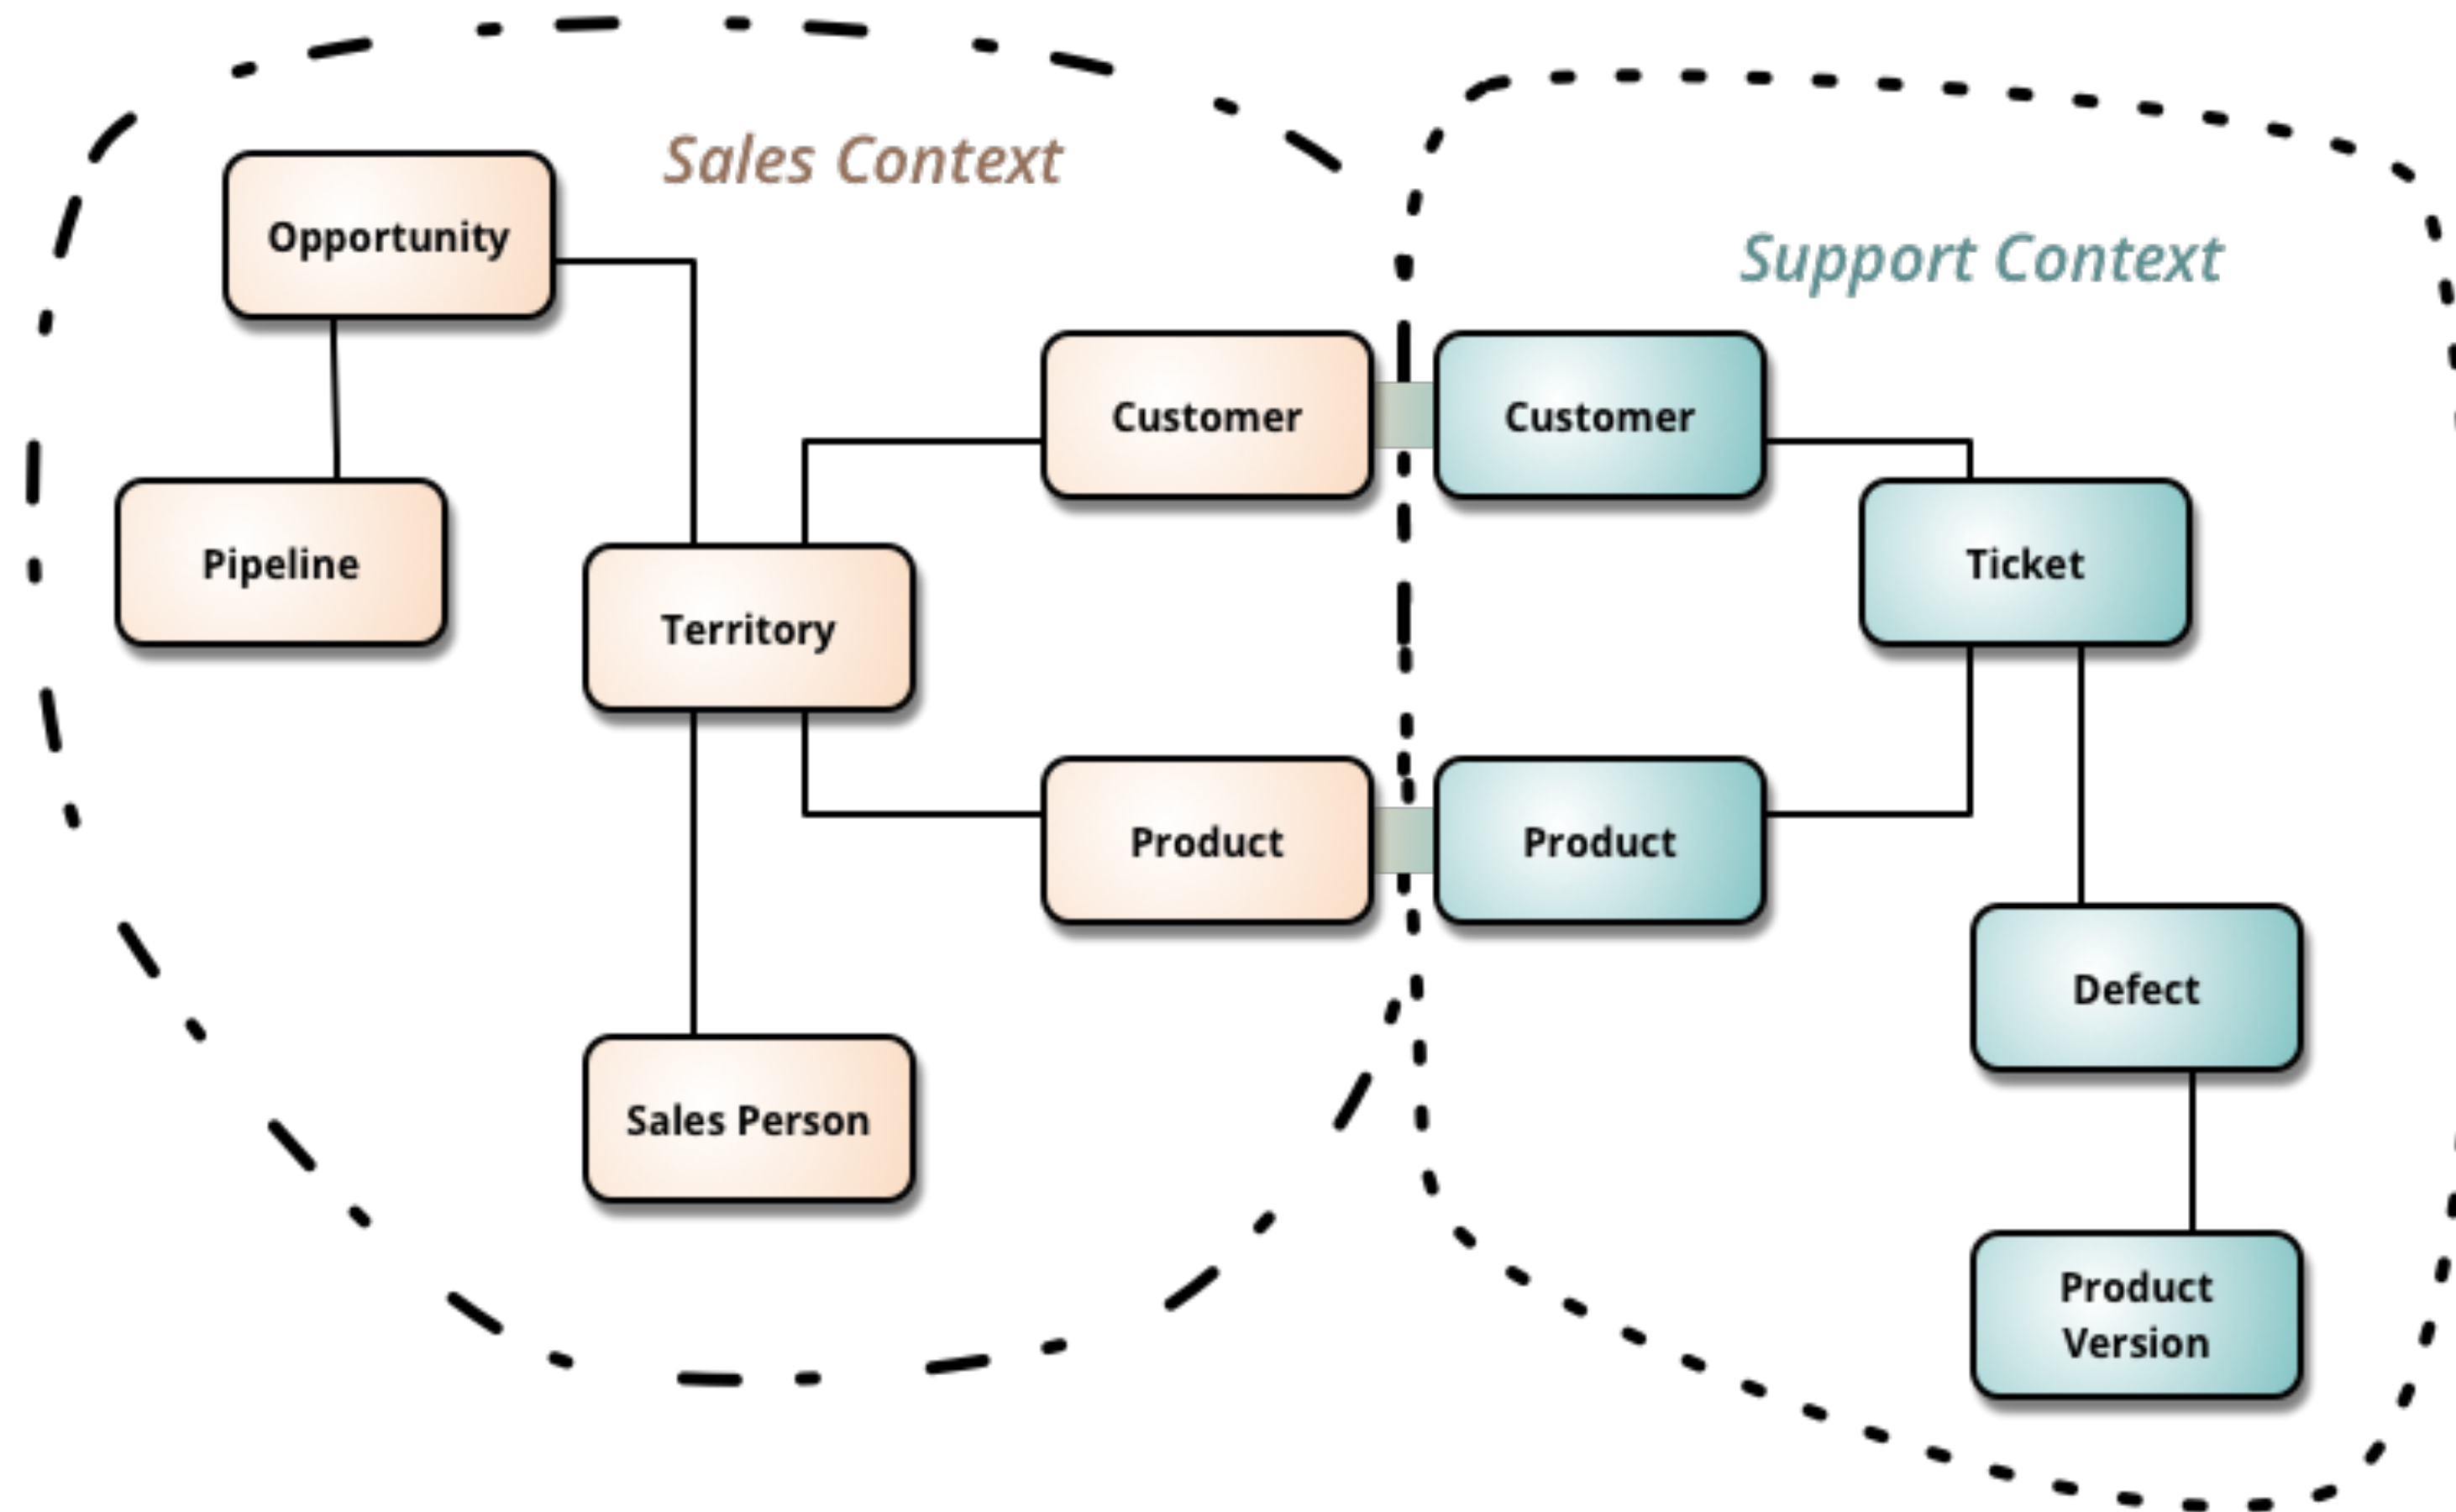 Sales Context
Opportunity
Support Context
Customer
Customer
Pipeline
Ticket
Territory
Product
Product
Defect
Sales Person
Product
Version